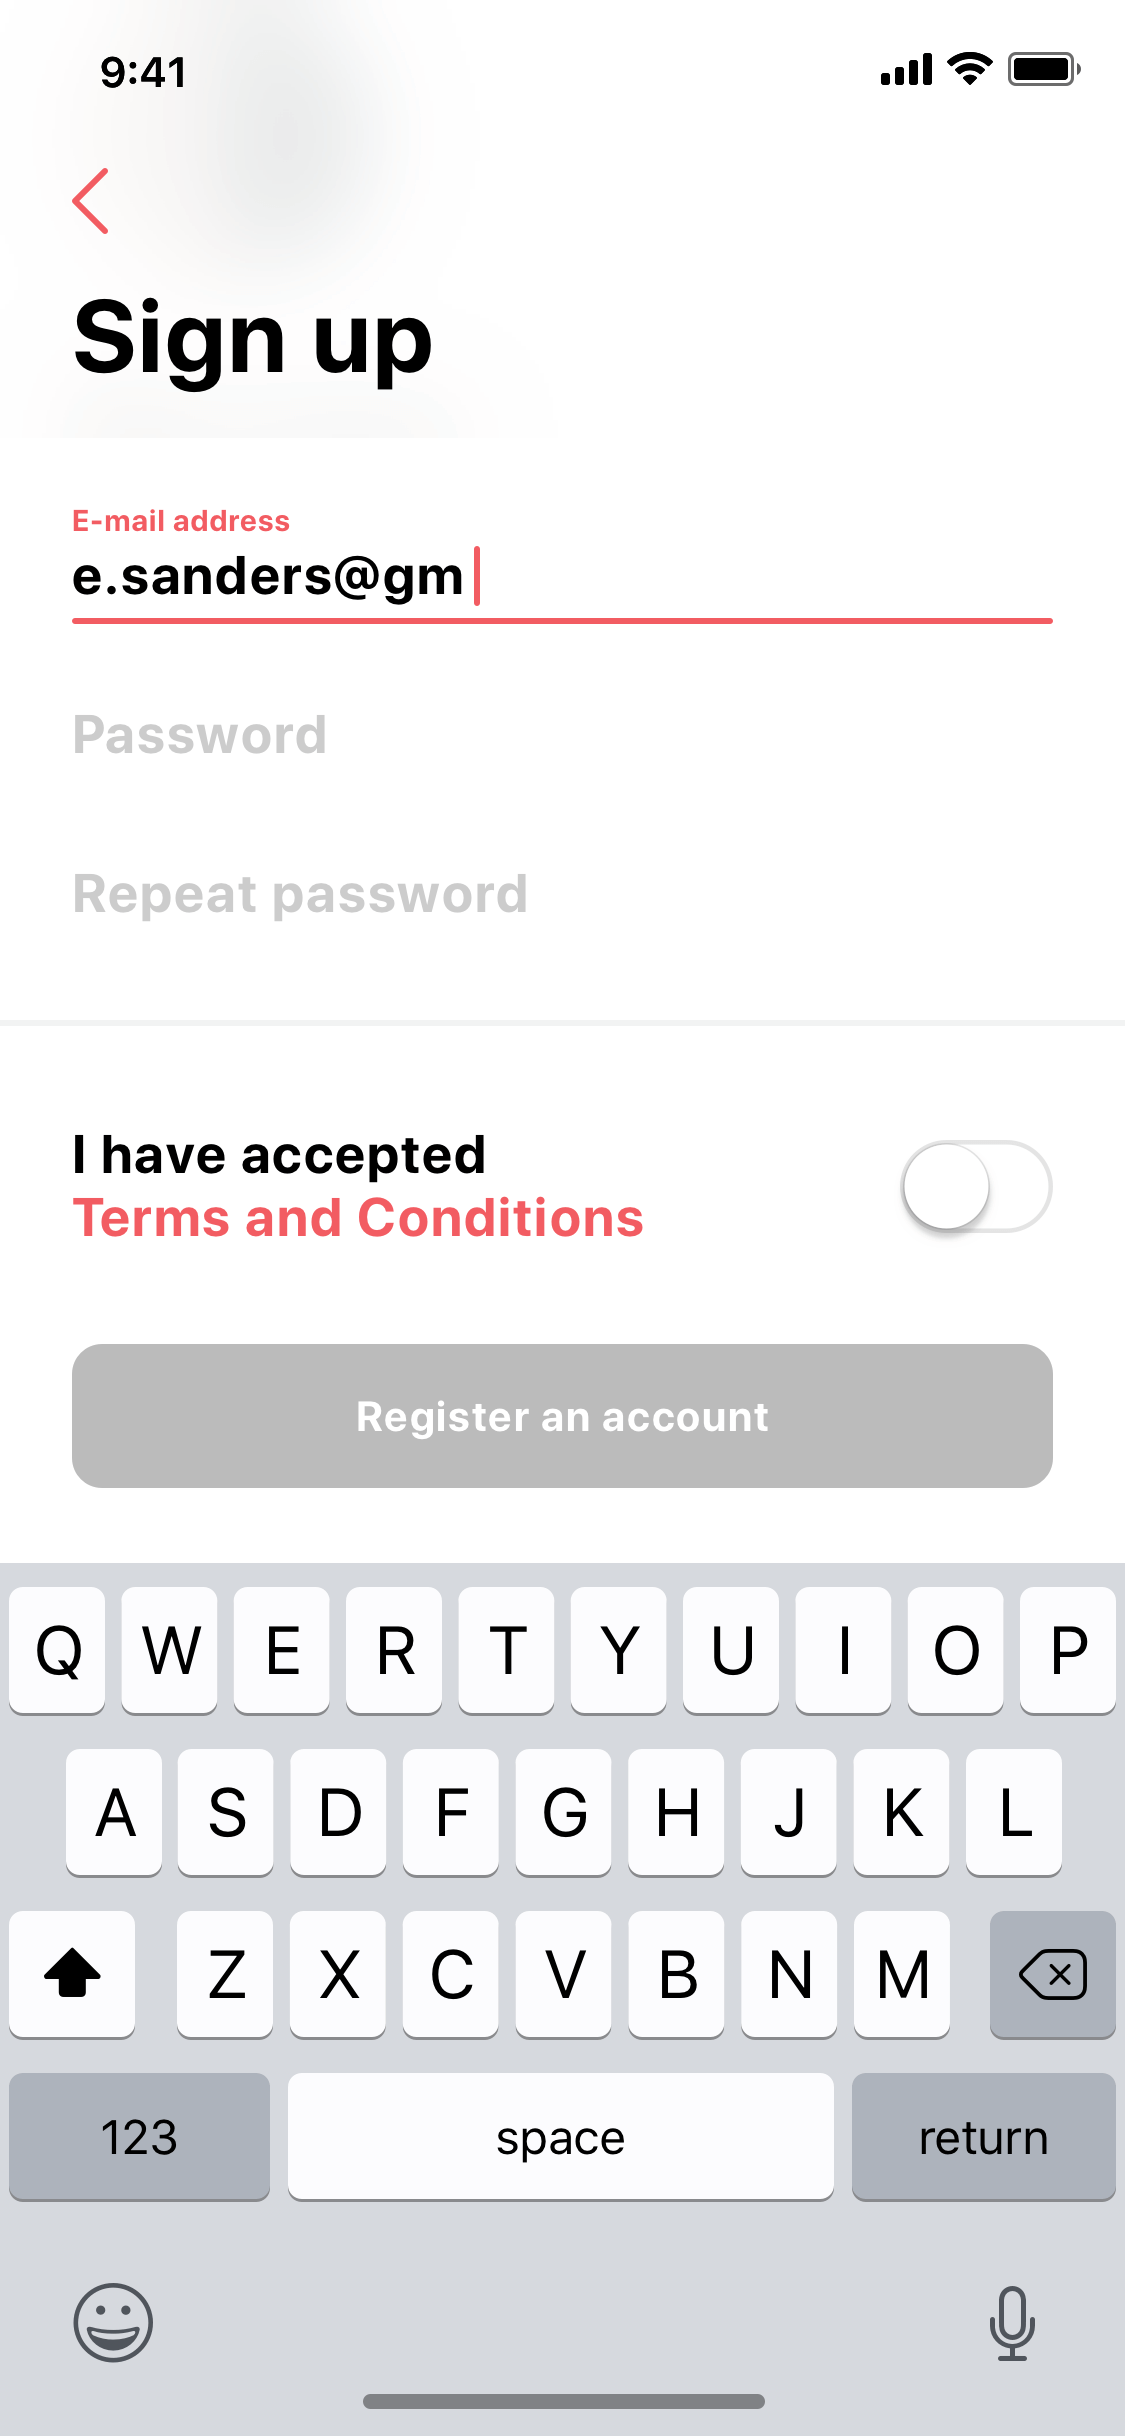 9:41
Sign up
E-mail address
e.sanders@gm
Password
Repeat password
I have accepted
Terms and Conditions
Register an account
Q W E R T Y U I O P
A S D F G H J K L
Z X C V B N M
123 space return